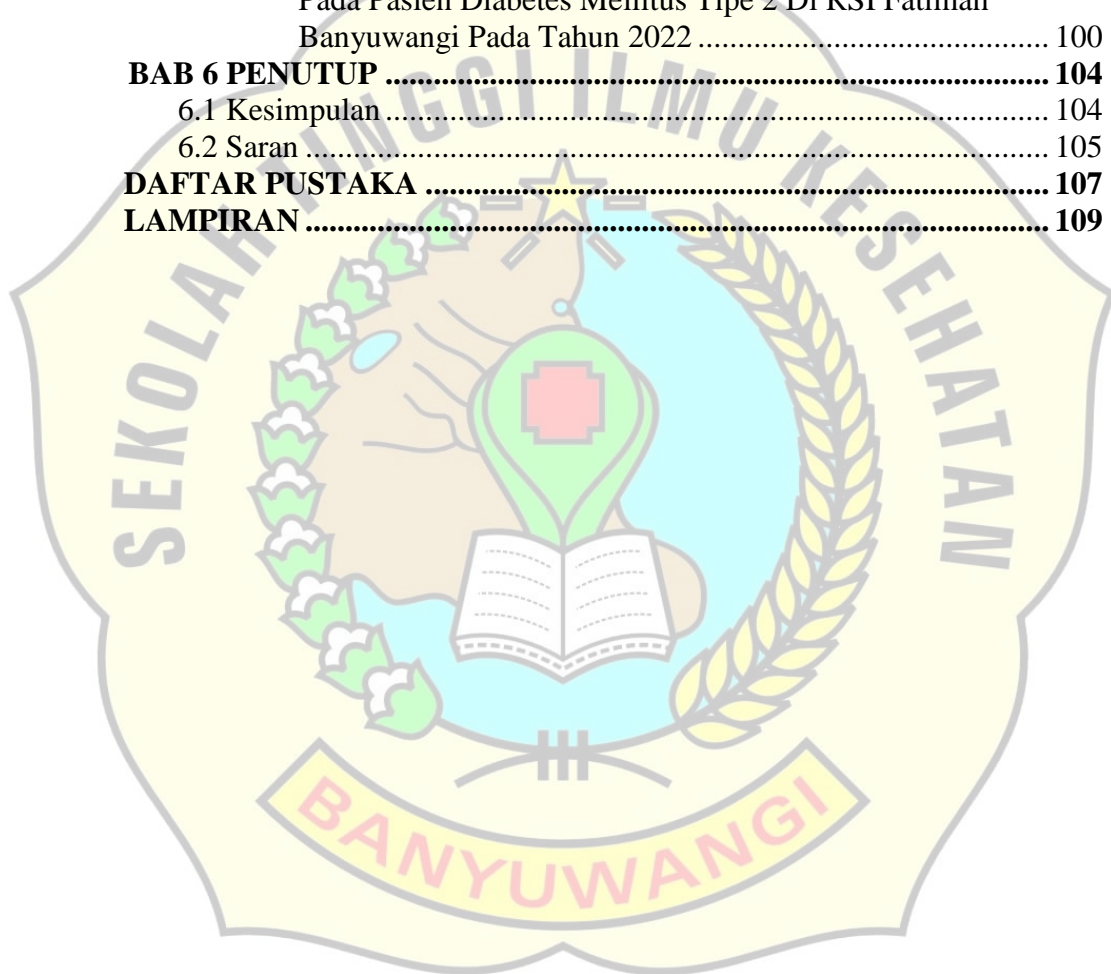 Pada Pasien Diabetes Mellitus Tipe 2 Di RSI Fatimah
Banyuwangi Pada Tahun 2022 ........................................ 100
BAB 6 PENUTUP .................................................................................... 104
6.1 Kesimpulan .................................................................................... 104
6.2 Saran .............................................................................................. 105
DAFTAR PUSTAKA .............................................................................. 107
LAMPIRAN ............................................................................................. 109
SEKOLAH TINGGI ILMU KESEHATAN
BANYUWANGI